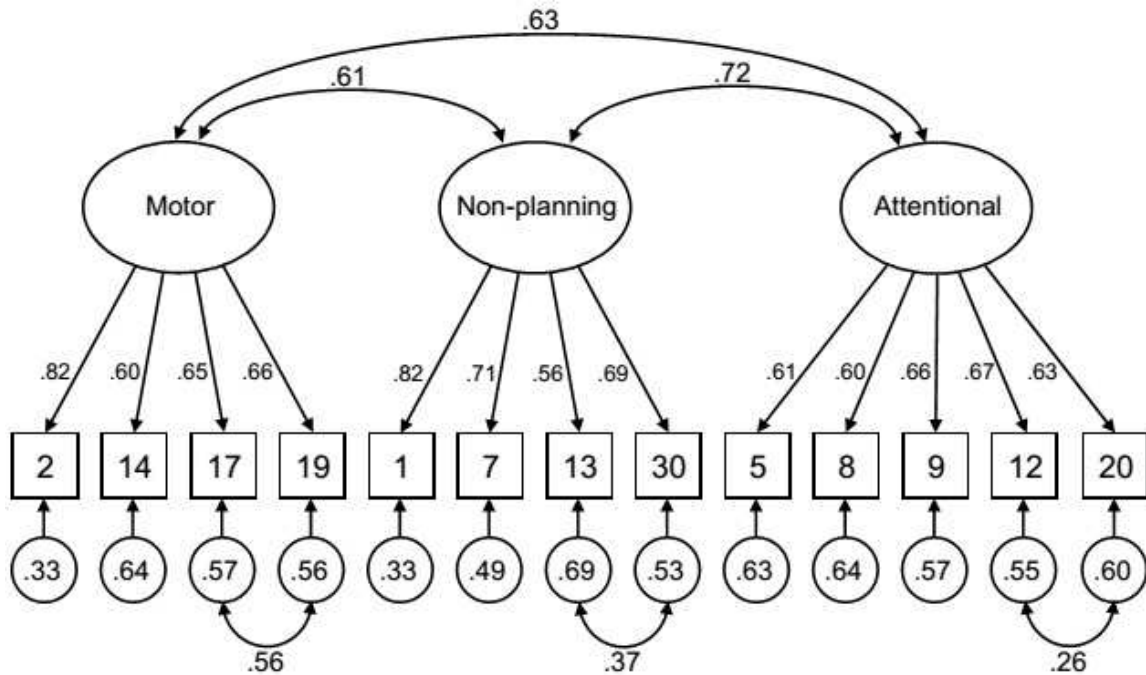 .63
.61 .72
Motor Non-planning Attentional
.82 .60 .65 .66 .82 .71 .56 .69 .61 .60 .66 .67 .63
2 14 17 19 1 7 13 30 5 8 9 12 20
.33 .64 .57 .56 .33 .49 .69 .53 .63 .64 .57 .55 .60
.56 .37 .26